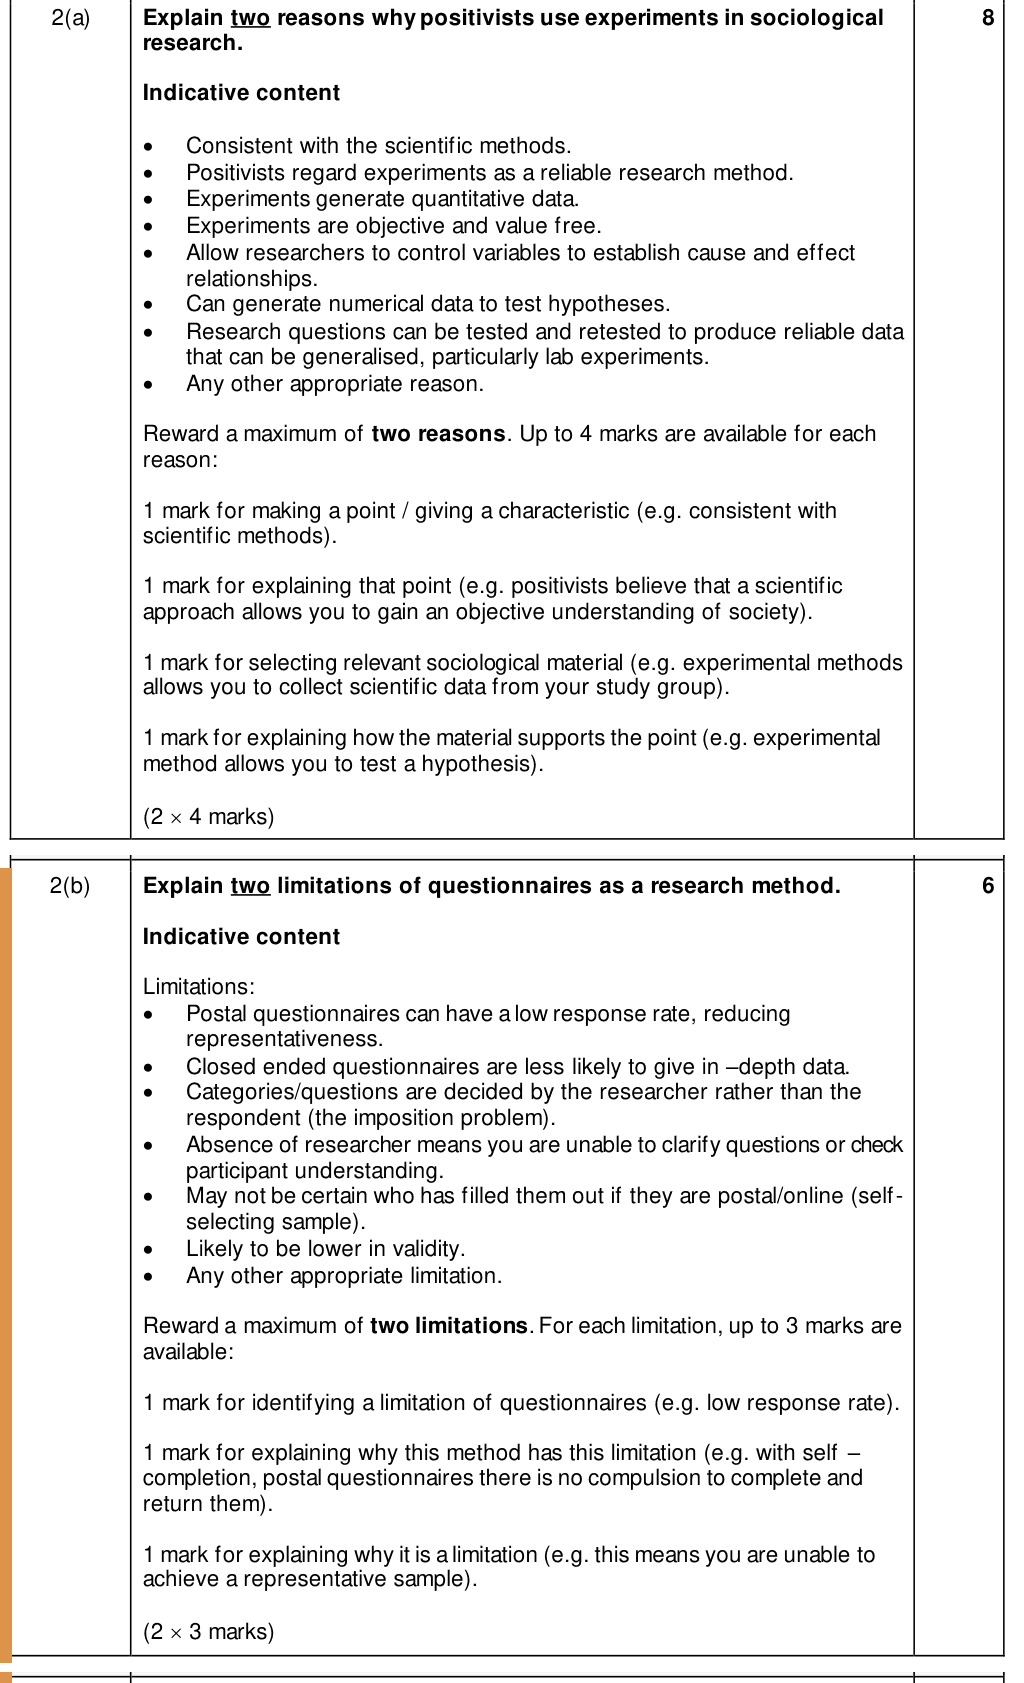 2(a)
Explain two reasons why positivists use experiments in sociological
8
research.
Indicative content
• Consistent with the scientific methods.
• Positivists regard experiments as a reliable research method.
• Experiments generate quantitative data.
• Experiments are objective and value free.
• Allow researchers to control variables to establish cause and effect
relationships.
• Can generate numerical data to test hypotheses.
• Research questions can be tested and retested to produce reliable data
that can be generalised, particularly lab experiments.
• Any other appropriate reason.
Reward a maximum of two reasons. Up to 4 marks are available for each
reason:
1 mark for making a point / giving a characteristic (e.g. consistent with
scientific methods).
1 mark for explaining that point (e.g. positivists believe that a scientific
approach allows you to gain an objective understanding of society).
1 mark for selecting relevant sociological material (e.g. experimental methods
allows you to collect scientific data from your study group).
1 mark for explaining how the material supports the point (e.g. experimental
method allows you to test a hypothesis).
(2 × 4 marks)
2(b)
Explain two limitations of questionnaires as a research method.
6
Indicative content
Limitations:
• Postal questionnaires can have a low response rate, reducing
representativeness.
• Closed ended questionnaires are less likely to give in –depth data.
• Categories/questions are decided by the researcher rather than the
respondent (the imposition problem).
• Absence of researcher means you are unable to clarify questions or check
participant understanding.
• May not be certain who has filled them out if they are postal/online (self-
selecting sample).
• Likely to be lower in validity.
• Any other appropriate limitation.
Reward a maximum of two limitations. For each limitation, up to 3 marks are
available:
1 mark for identifying a limitation of questionnaires (e.g. low response rate).
1 mark for explaining why this method has this limitation (e.g. with self –
completion, postal questionnaires there is no compulsion to complete and
return them).
1 mark for explaining why it is a limitation (e.g. this means you are unable to
achieve a representative sample).
(2 × 3 marks)